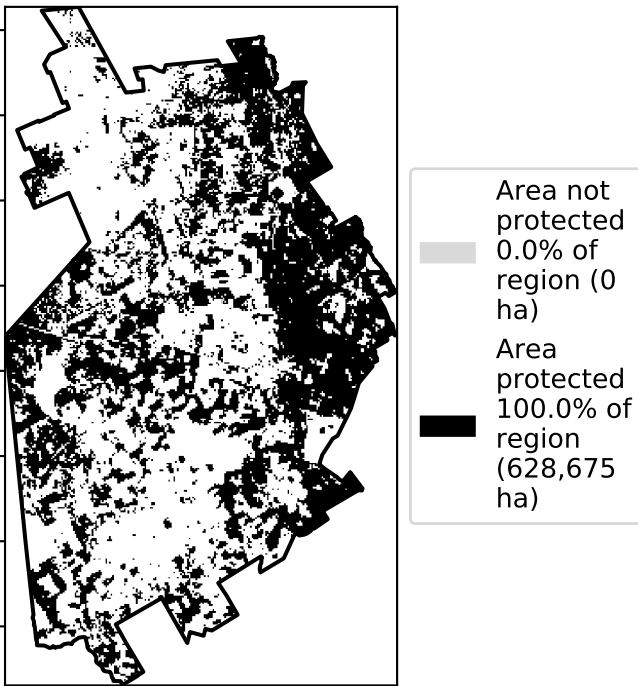 Area not
protected
0.0% of
region (0
ha)
Area
protected
100.0% of
region
(628,675
ha)